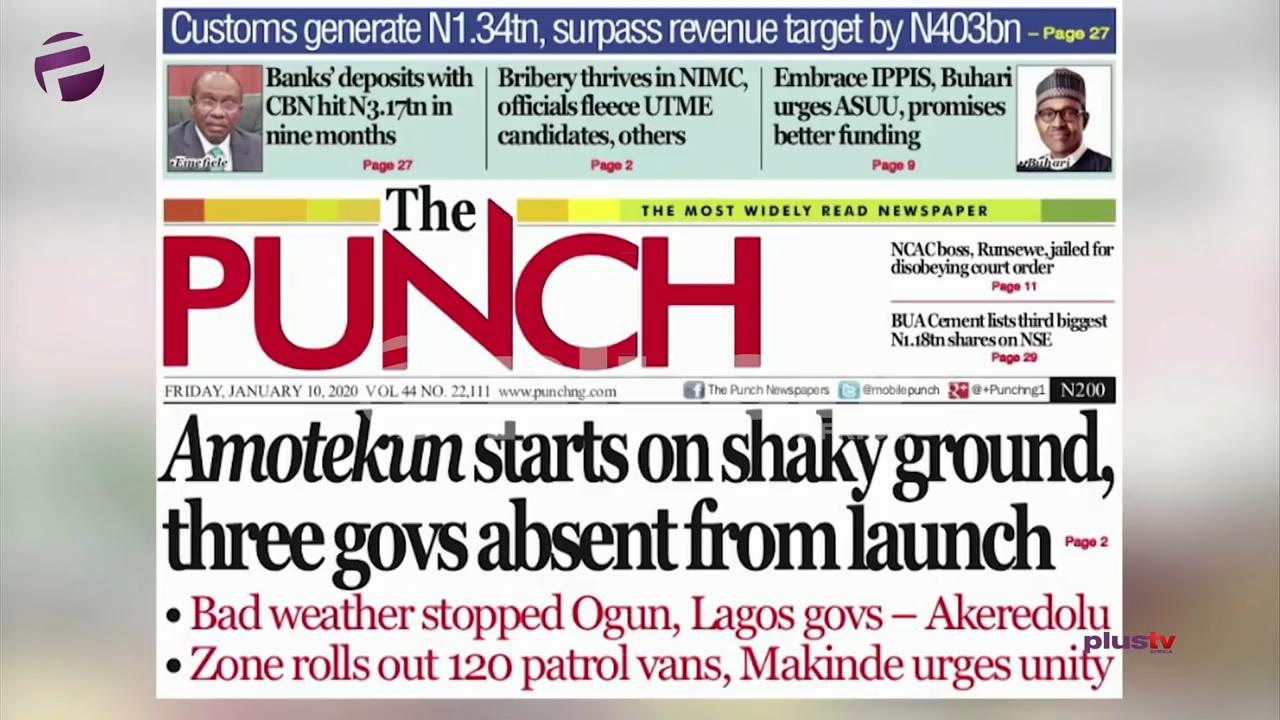 Customs generate N1.34tn, surpass revenue target by N403bn – Page 27
Banks' deposits with
CBN hit N3.17tn in
nine months
Page 27
•Emefiele
Bribery thrives in NIMC,
officials fleece UTME
candidates, others
Page 2
Embrace IPPIS, Buhari
urges ASUU, promises
better funding
Page 9
•Buhari
The
PUNCH
THE MOST WIDELY READ NEWSPAPER
NCAC boss, Runsewe, jailed for
disobeying court order
Page 11
BUA Cement lists third biggest
N1.18tn shares on NSE
Page 29
FRIDAY, JANUARY 10, 2020 VOL 44 NO. 22,111 www.punchng.com The Punch Newspapers @mobilepunch @+Punchng1 N200
Amotekun starts on shaky ground,
three govs absent from launch Page 2
• Bad weather stopped Ogun, Lagos govs – Akeredolu
• Zone rolls out 120 patrol vans, Makinde urges unity
plustv
AFRICA